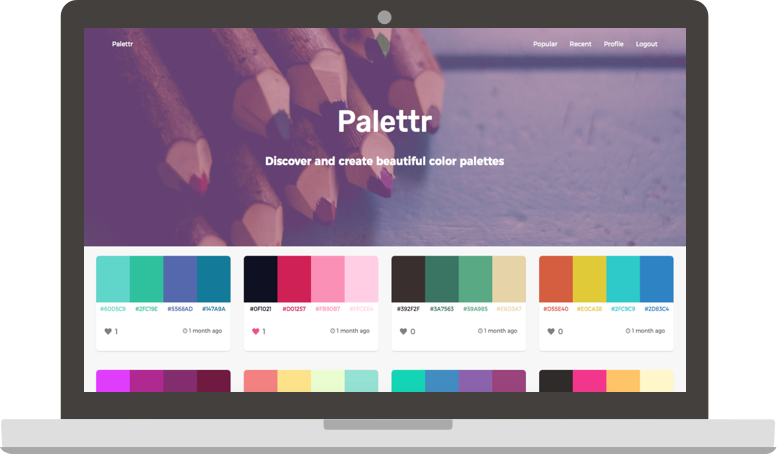 Palettr Popular Recent Profile Logout
Palettr
Discover and create beautiful color palettes
#60D5C9 #2FC19E #5568AD #147A9A
1 1 month ago
#0F1021 #D01257 #FB90B7 #FFCEE4
1 1 month ago
#392F2F #3A7563 #59A985 #E6D3A7
0 1 month ago
#D55E40 #E0CA38 #2FC9C9 #2D83C4
0 1 month ago